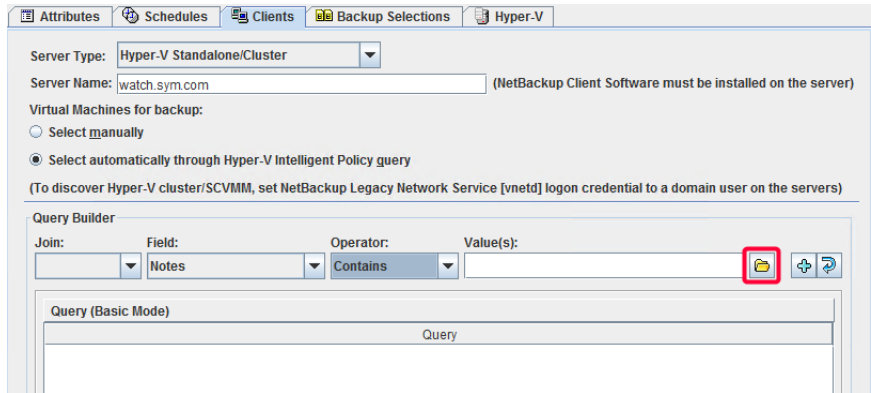 Attributes Schedules Clients Backup Selections Hyper-V
Server Type: Hyper-V Standalone/Cluster
Server Name: watch.sym.com (NetBackup Client Software must be installed on the server)
Virtual Machines for backup:
Select manually
Select automatically through Hyper-V Intelligent Policy query
(To discover Hyper-V cluster/SCVMM, set NetBackup Legacy Network Service [vnetd] logon credential to a domain user on the servers)
Query Builder
Join: Field: Operator: Value(s):
Notes Contains
Query (Basic Mode)
Query